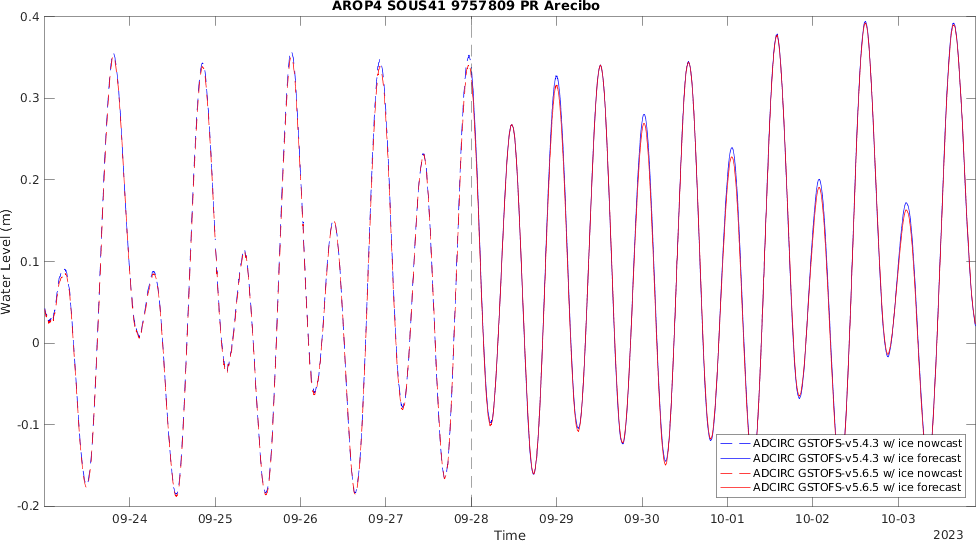 AROP4 SOUS41 9757809 PR Arecibo
0.4
0.3
0.2
0.1
0
-0.1
-0.2
Water Level (m)
ADCIRC GSTOFS-v5.4.3 w/ ice nowcast
ADCIRC GSTOFS-v5.4.3 w/ ice forecast
ADCIRC GSTOFS-v5.6.5 w/ ice nowcast
ADCIRC GSTOFS-v5.6.5 w/ ice forecast
09-24 09-25 09-26 09-27 09-28 09-29 09-30 10-01 10-02 10-03
Time
2023